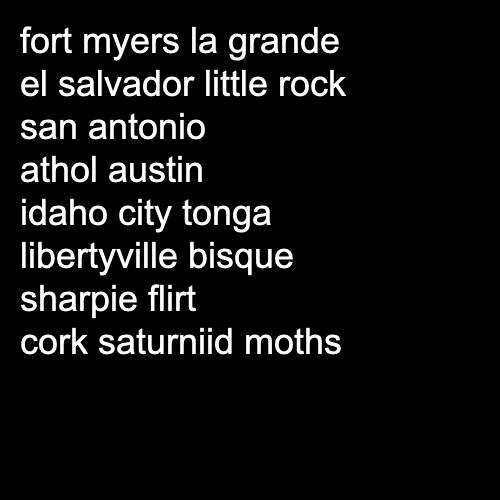 fort myers la grande
el salvador little rock
san antonio
athol austin
idaho city tonga
libertyville bisque
sharpie flirt
cork saturniid moths